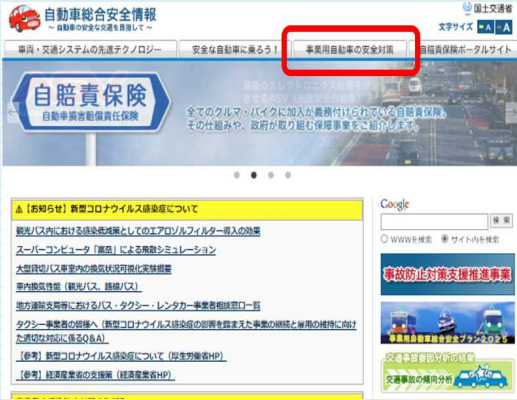 自動車総合安全情報
～ 自動車の安全な交通を目指して ～
国土交通省
文字サイズ
A
A
車両・交通システムの先進テクノロジー
安全な自動車に乗ろう！
事業用自動車の安全対策
自賠責保険ポータルサイト
自賠責保険
自動車損害賠償責任保険
全てのクルマ・バイクに加入が義務付けられている自賠責保険。
その仕組みや、政府が取り組む保障事業をご紹介します。
【お知らせ】新型コロナウイルス感染症について
観光バス内における感染低減策としてのエアロゾルフィルター導入の効果
スーパーコンピュータ「富岳」による飛散シミュレーション
大型貸切バス車室内の換気状況可視化実験概要
車内換気性能（観光バス、路線バス）
地方運輸支局等におけるバス・タクシー・レンタカー事業者相談窓口一覧
タクシー事業者の皆様へ（新型コロナウイルス感染症の影響を踏まえた事業の継続と雇用の維持に向け
た適切な対応に係るQ&A）
【参考】新型コロナウイルス感染症について（厚生労働省HP）
【参考】経済産業省の支援策（経済産業省HP）
Google
検索
WWWを検索
サイト内を検索
事故防止対策支援推進事業
事業用自動車総合安全プラン2025
交通事故要因分析の結果
交通事故の傾向分析